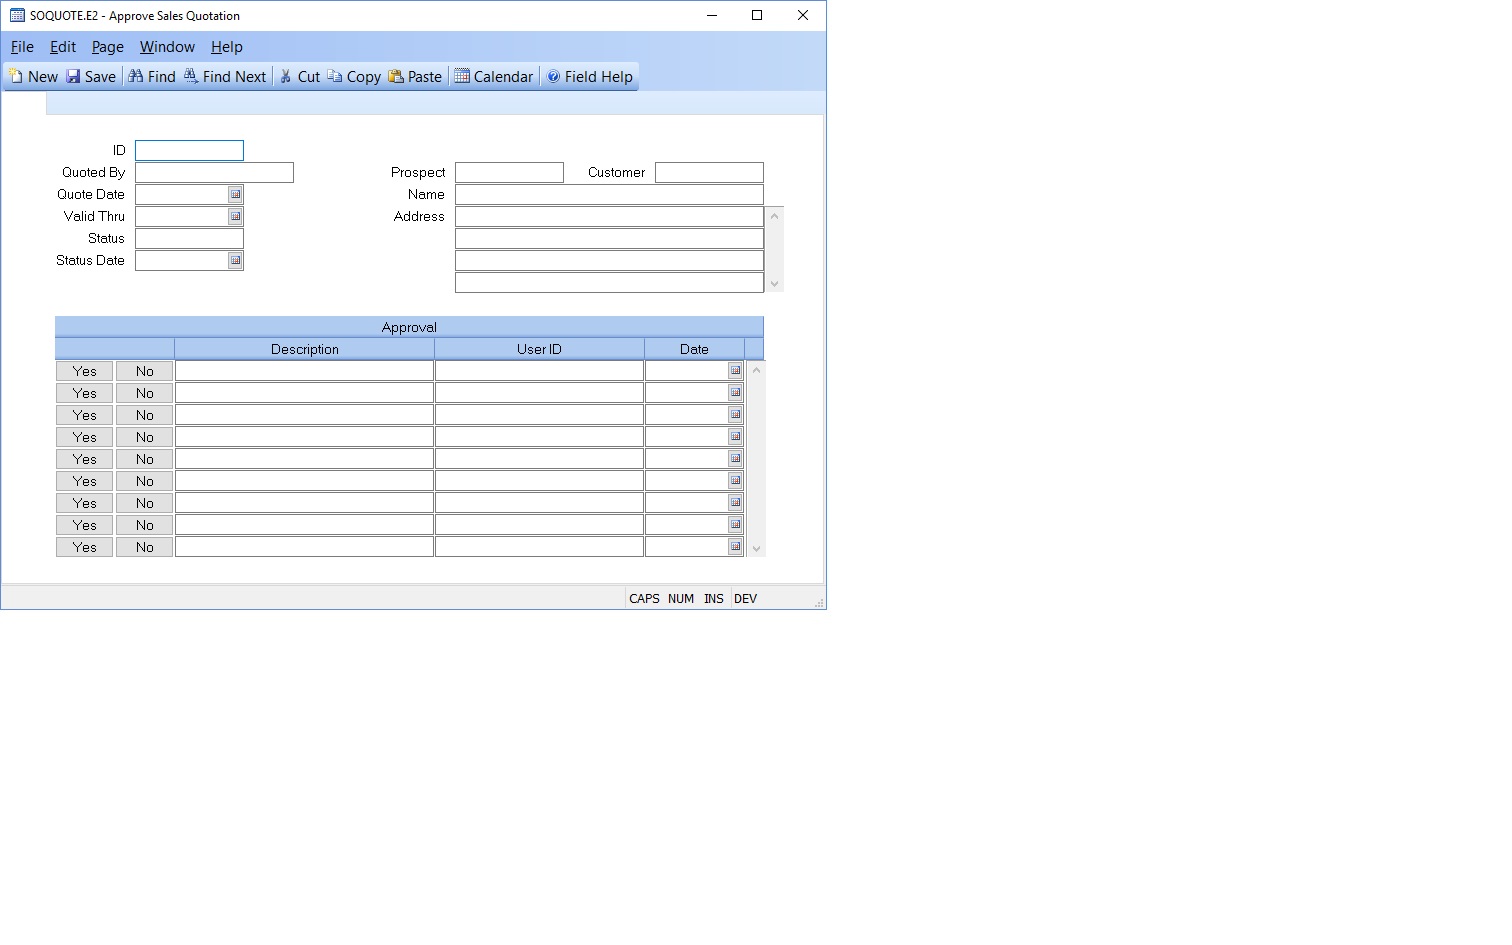 SOQUOTE.E2 - Approve Sales Quotation
File Edit Page Window Help
New Save Find Find Next Cut Copy Paste Calendar Field Help
ID
Quoted By Prospect Customer
Quote Date Name
Valid Thru Address
Status
Status Date
Approval
Description User ID Date
Yes No
Yes No
Yes No
Yes No
Yes No
Yes No
Yes No
Yes No
Yes No
CAPS NUM INS DEV